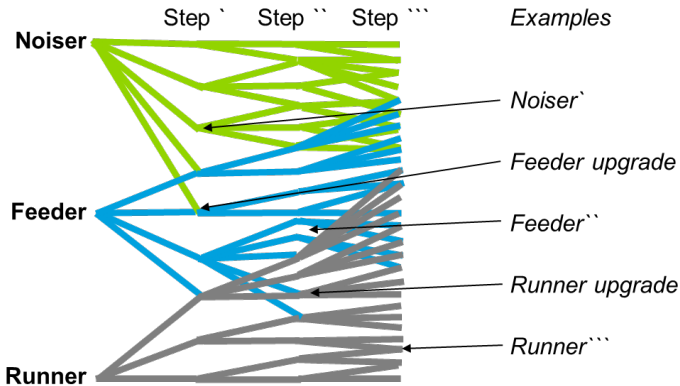 Step ` Step `` Step ``` Examples
Noiser
Noiser`
Feeder upgrade
Feeder
Feeder``
Runner upgrade
Runner```
Runner